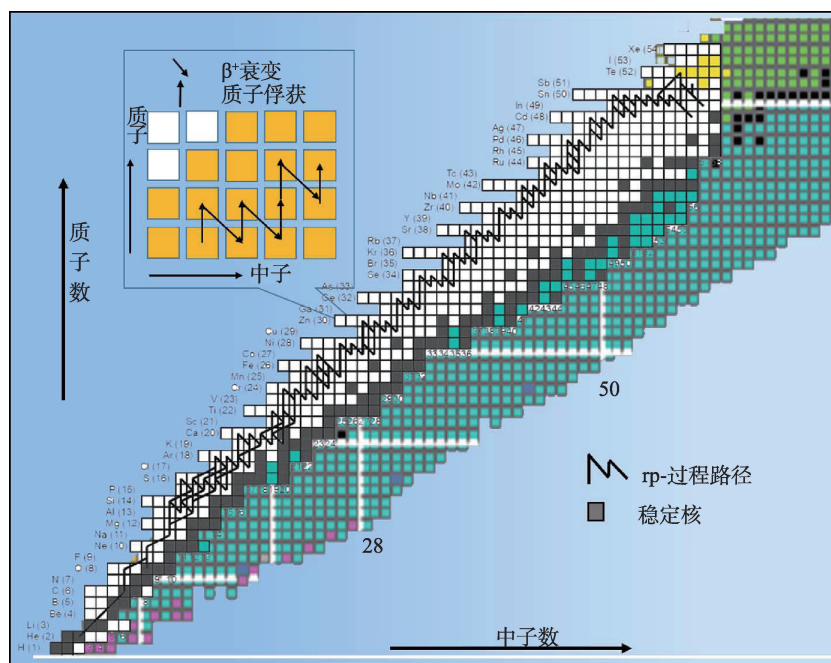 β⁺衰变
质子俘获
质子
中子
质子数
Xe (54)
I (53)
Te (52)
Sb (51)
Sn (50)
In (49)
Cd (48)
Ag (47)
Pd (46)
Rh (45)
Ru (44)
Tc (43)
Mo (42)
Nb (41)
Zr (40)
Y (39)
Sr (38)
Rb (37)
Kr (36)
Br (35)
Se (34)
As (33)
Ge (32)
Ga (31)
Zn (30)
Cu (29)
Ni (28)
Co (27)
Fe (26)
Mn (25)
Cr (24)
V (23)
Ti (22)
Sc (21)
Ca (20)
K (19)
Ar (18)
Cl (17)
S (16)
P (15)
Si (14)
Al (13)
Mg (12)
Na (11)
Ne (10)
F (9)
O (8)
N (7)
C (6)
B (5)
Be (4)
Li (3)
He (2)
H (1)
50
28
rp-过程路径
稳定核
中子数